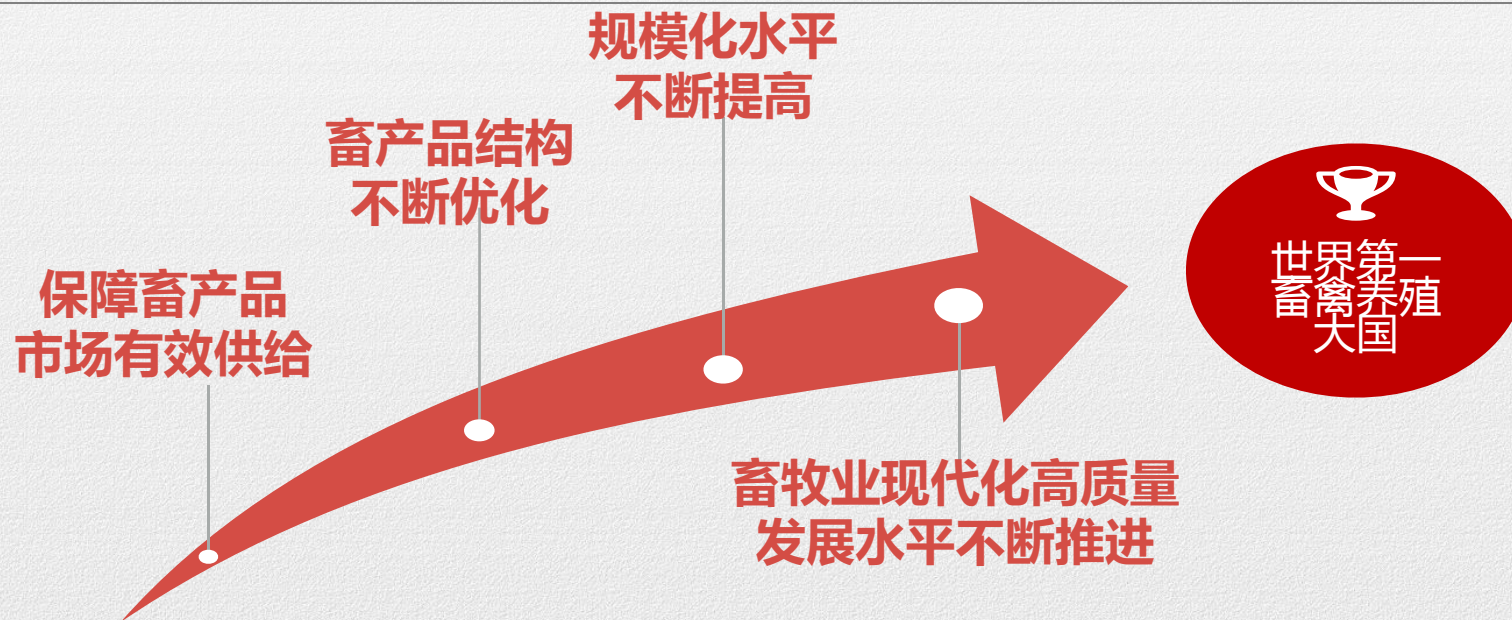 保障畜产品
市场有效供给
畜产品结构
不断优化
规模化水平
不断提高
畜牧业现代化高质量
发展水平不断推进
世界第一
畜禽养殖
大国